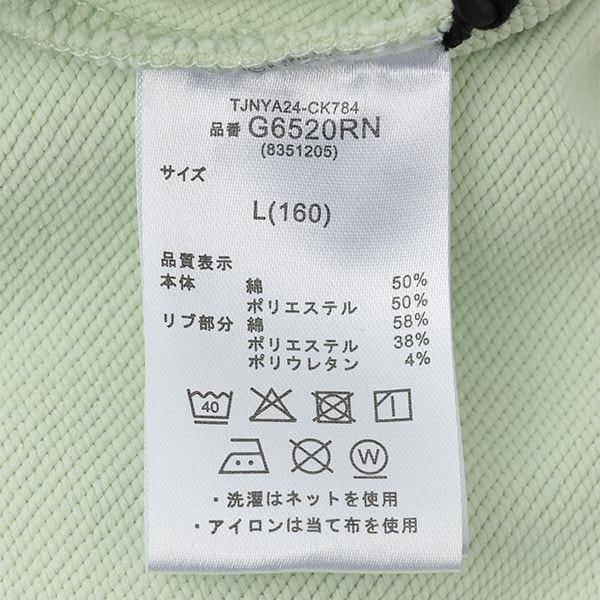 TJNYA24-CK784
品番 G6520RN
(8351205)
サイズ
L(160)
品質表示
本体 綿 50%
ポリエステル 50%
リブ部分 綿 58%
ポリエステル 38%
ポリウレタン 4%
40
W
・洗濯はネットを使用
・アイロンは当て布を使用